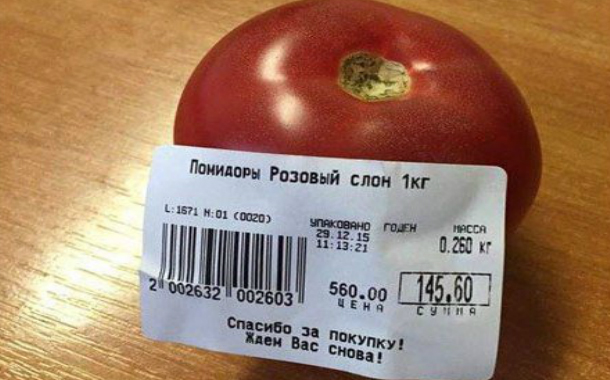 Помидоры Розовый слон 1кг
L:1671 М:01 (0020)
УПАКОВАНО ГОДЕН МАССА
29.12.15
11:13:21
0.260 кг
2 002632 002603
560.00
ЦЕНА
145.60
СУММА
Спасибо за покупку!
Ждем Вас снова!